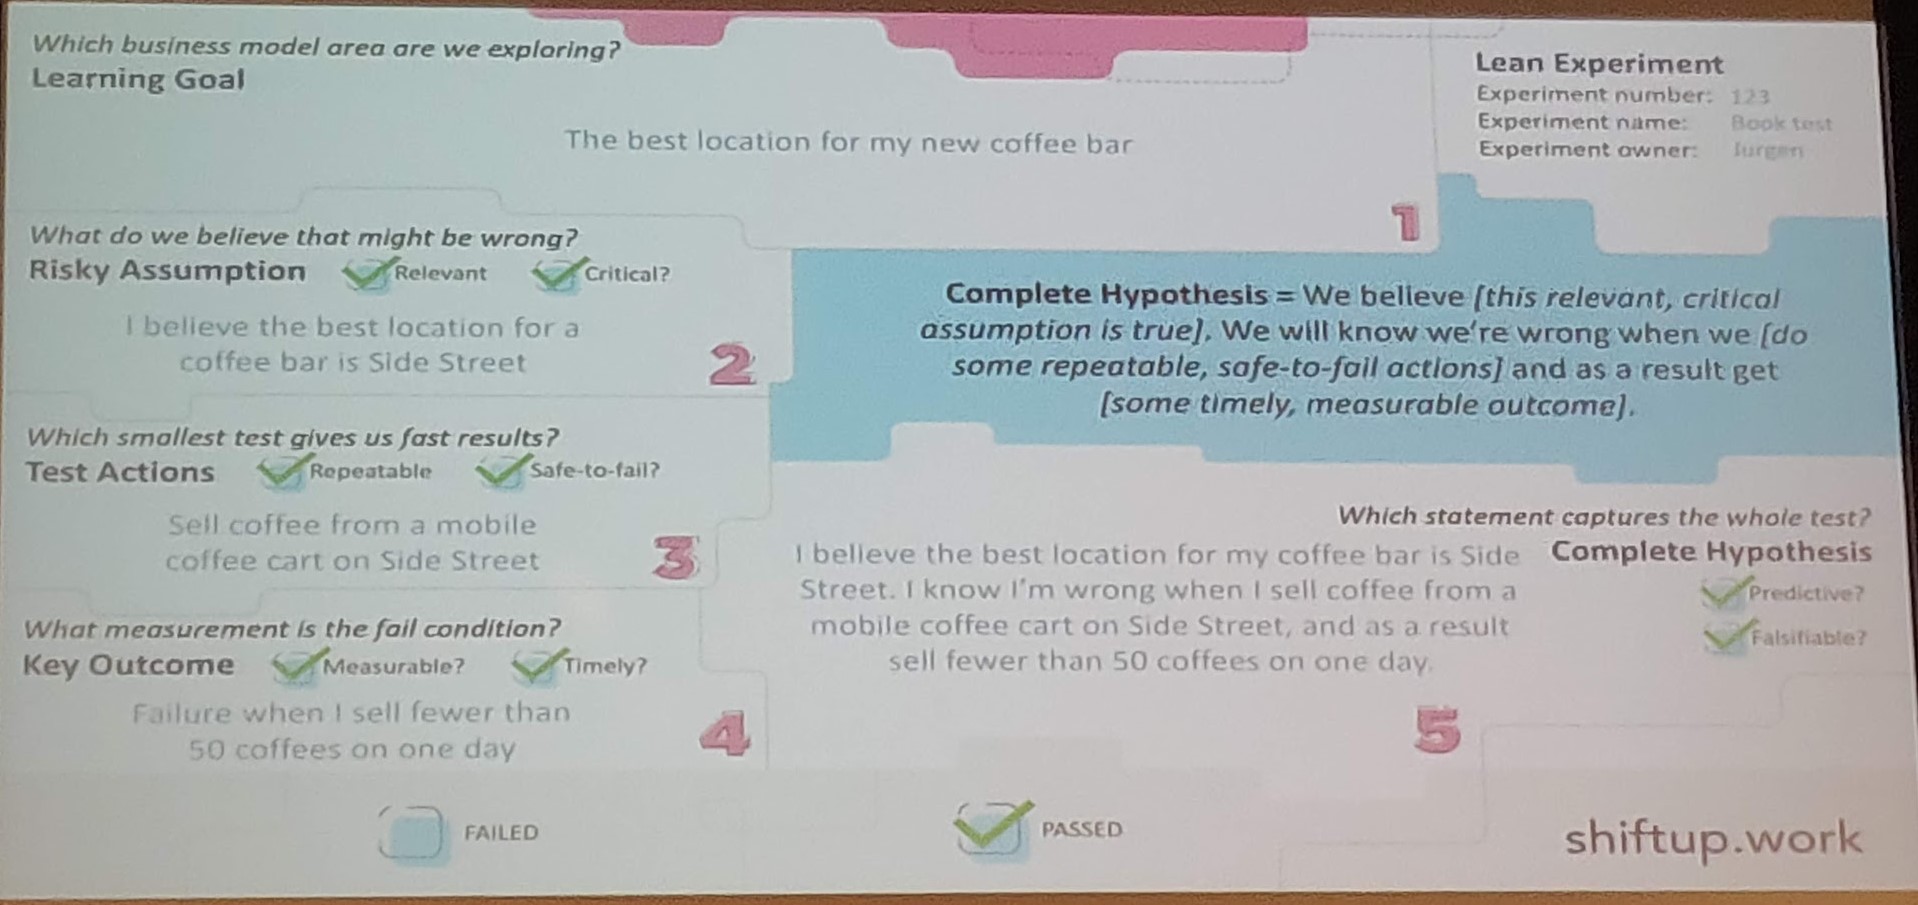 Which business model area are we exploring?
Learning Goal
The best location for my new coffee bar
Lean Experiment
Experiment number: 123
Experiment name: Book test
Experiment owner: Jurgen
1
What do we believe that might be wrong?
Risky Assumption Relevant Critical?
I believe the best location for a
coffee bar is Side Street
2
Complete Hypothesis = We believe [this relevant, critical
assumption is true]. We will know we're wrong when we [do
some repeatable, safe-to-fail actions] and as a result get
[some timely, measurable outcome].
Which smallest test gives us fast results?
Test Actions Repeatable Safe-to-fail?
Sell coffee from a mobile
coffee cart on Side Street
3
What measurement is the fail condition?
Key Outcome Measurable? Timely?
Failure when I sell fewer than
50 coffees on one day
4
Which statement captures the whole test?
Complete Hypothesis
Predictive?
Falsifiable?
I believe the best location for my coffee bar is Side
Street. I know I'm wrong when I sell coffee from a
mobile coffee cart on Side Street, and as a result
sell fewer than 50 coffees on one day.
5
FAILED
PASSED
shiftup.work